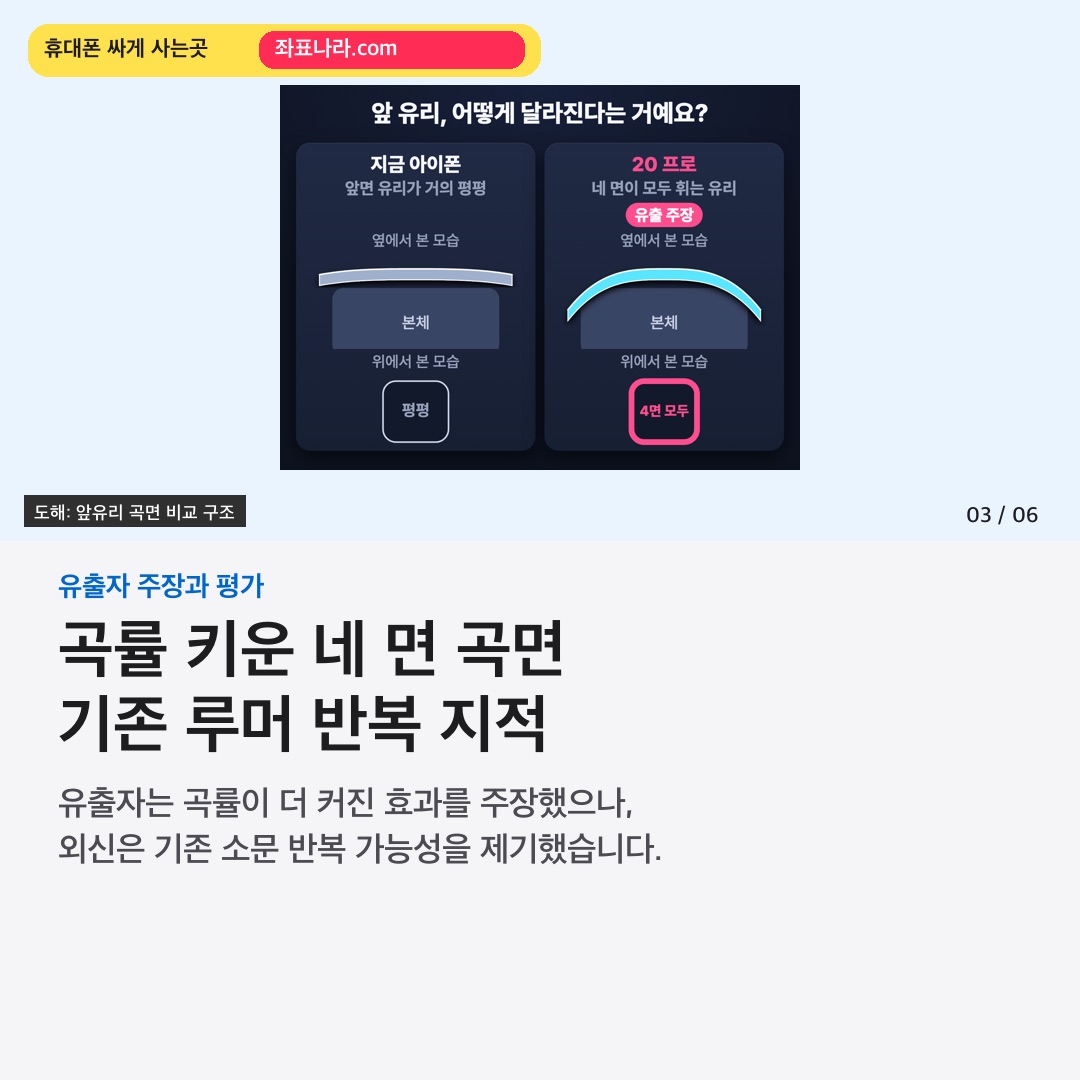 휴대폰 싸게 사는곳 좌표나라.com
앞 유리, 어떻게 달라진다는 거예요?
지금 아이폰
앞면 유리가 거의 평평
옆에서 본 모습
본체
위에서 본 모습
평평
20 프로
네 면이 모두 휘는 유리
유출 주장
옆에서 본 모습
본체
위에서 본 모습
4면 모두
도해: 앞유리 곡면 비교 구조
03 / 06
유출자 주장과 평가
곡률 키운 네 면 곡면
기존 루머 반복 지적
유출자는 곡률이 더 커진 효과를 주장했으나,
외신은 기존 소문 반복 가능성을 제기했습니다.